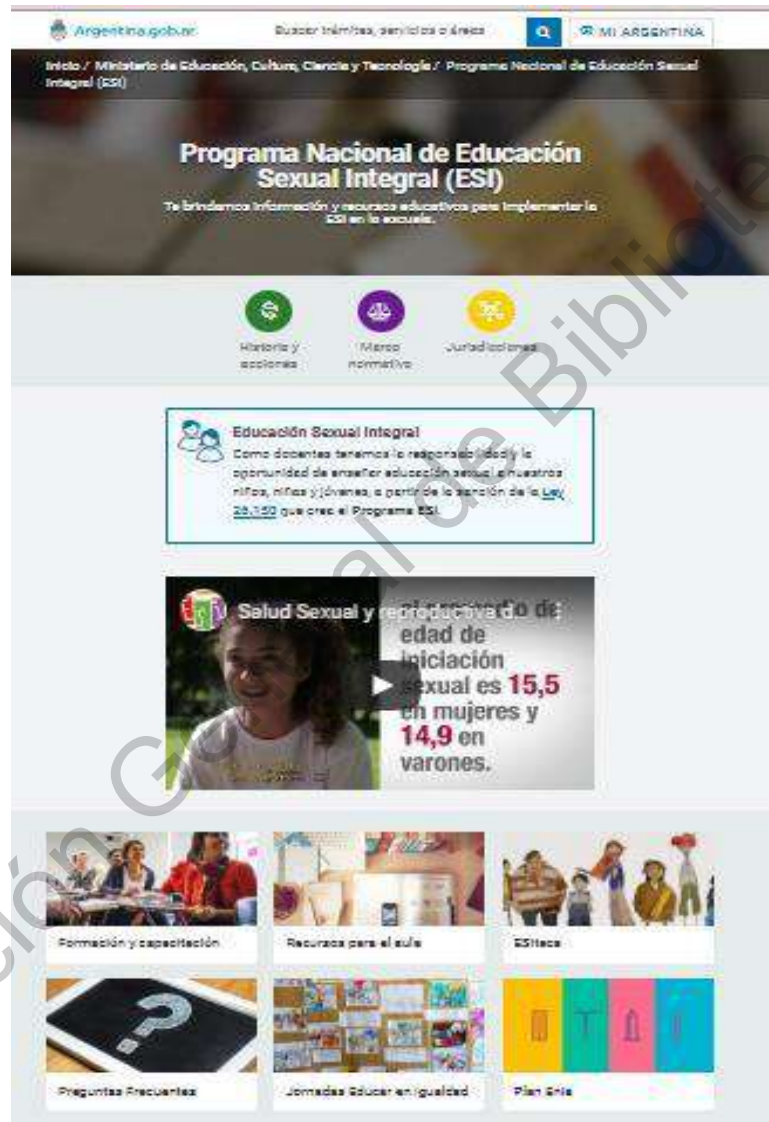 Argentina.gob.ar
Buscar trámites, servicios o áreas
MI ARGENTINA
Inicio / Ministerio de Educación, Cultura, Ciencia y Tecnología / Programa Nacional de Educación Sexual
Integral (ESI)
Programa Nacional de Educación
Sexual Integral (ESI)
Te brindamos información y recursos educativos para implementar la
ESI en la escuela.
Historia y
acciones
Marco
normativo
Jurisdicciones
Educación Sexual Integral
Como docentes tenemos la responsabilidad y la
oportunidad de enseñar educación sexual a nuestros
niños, niñas y jóvenes, a partir de la sanción de la Ley
26.150 que crea el Programa ESI.
Salud Sexual y reproductiva d...
edad de
iniciación
sexual es 15,5
en mujeres y
14,9 en
varones.
Formación y capacitación
Recursos para el aula
ESIteca
Preguntas Frecuentes
Jornadas Educar en Igualdad
Plan Enia